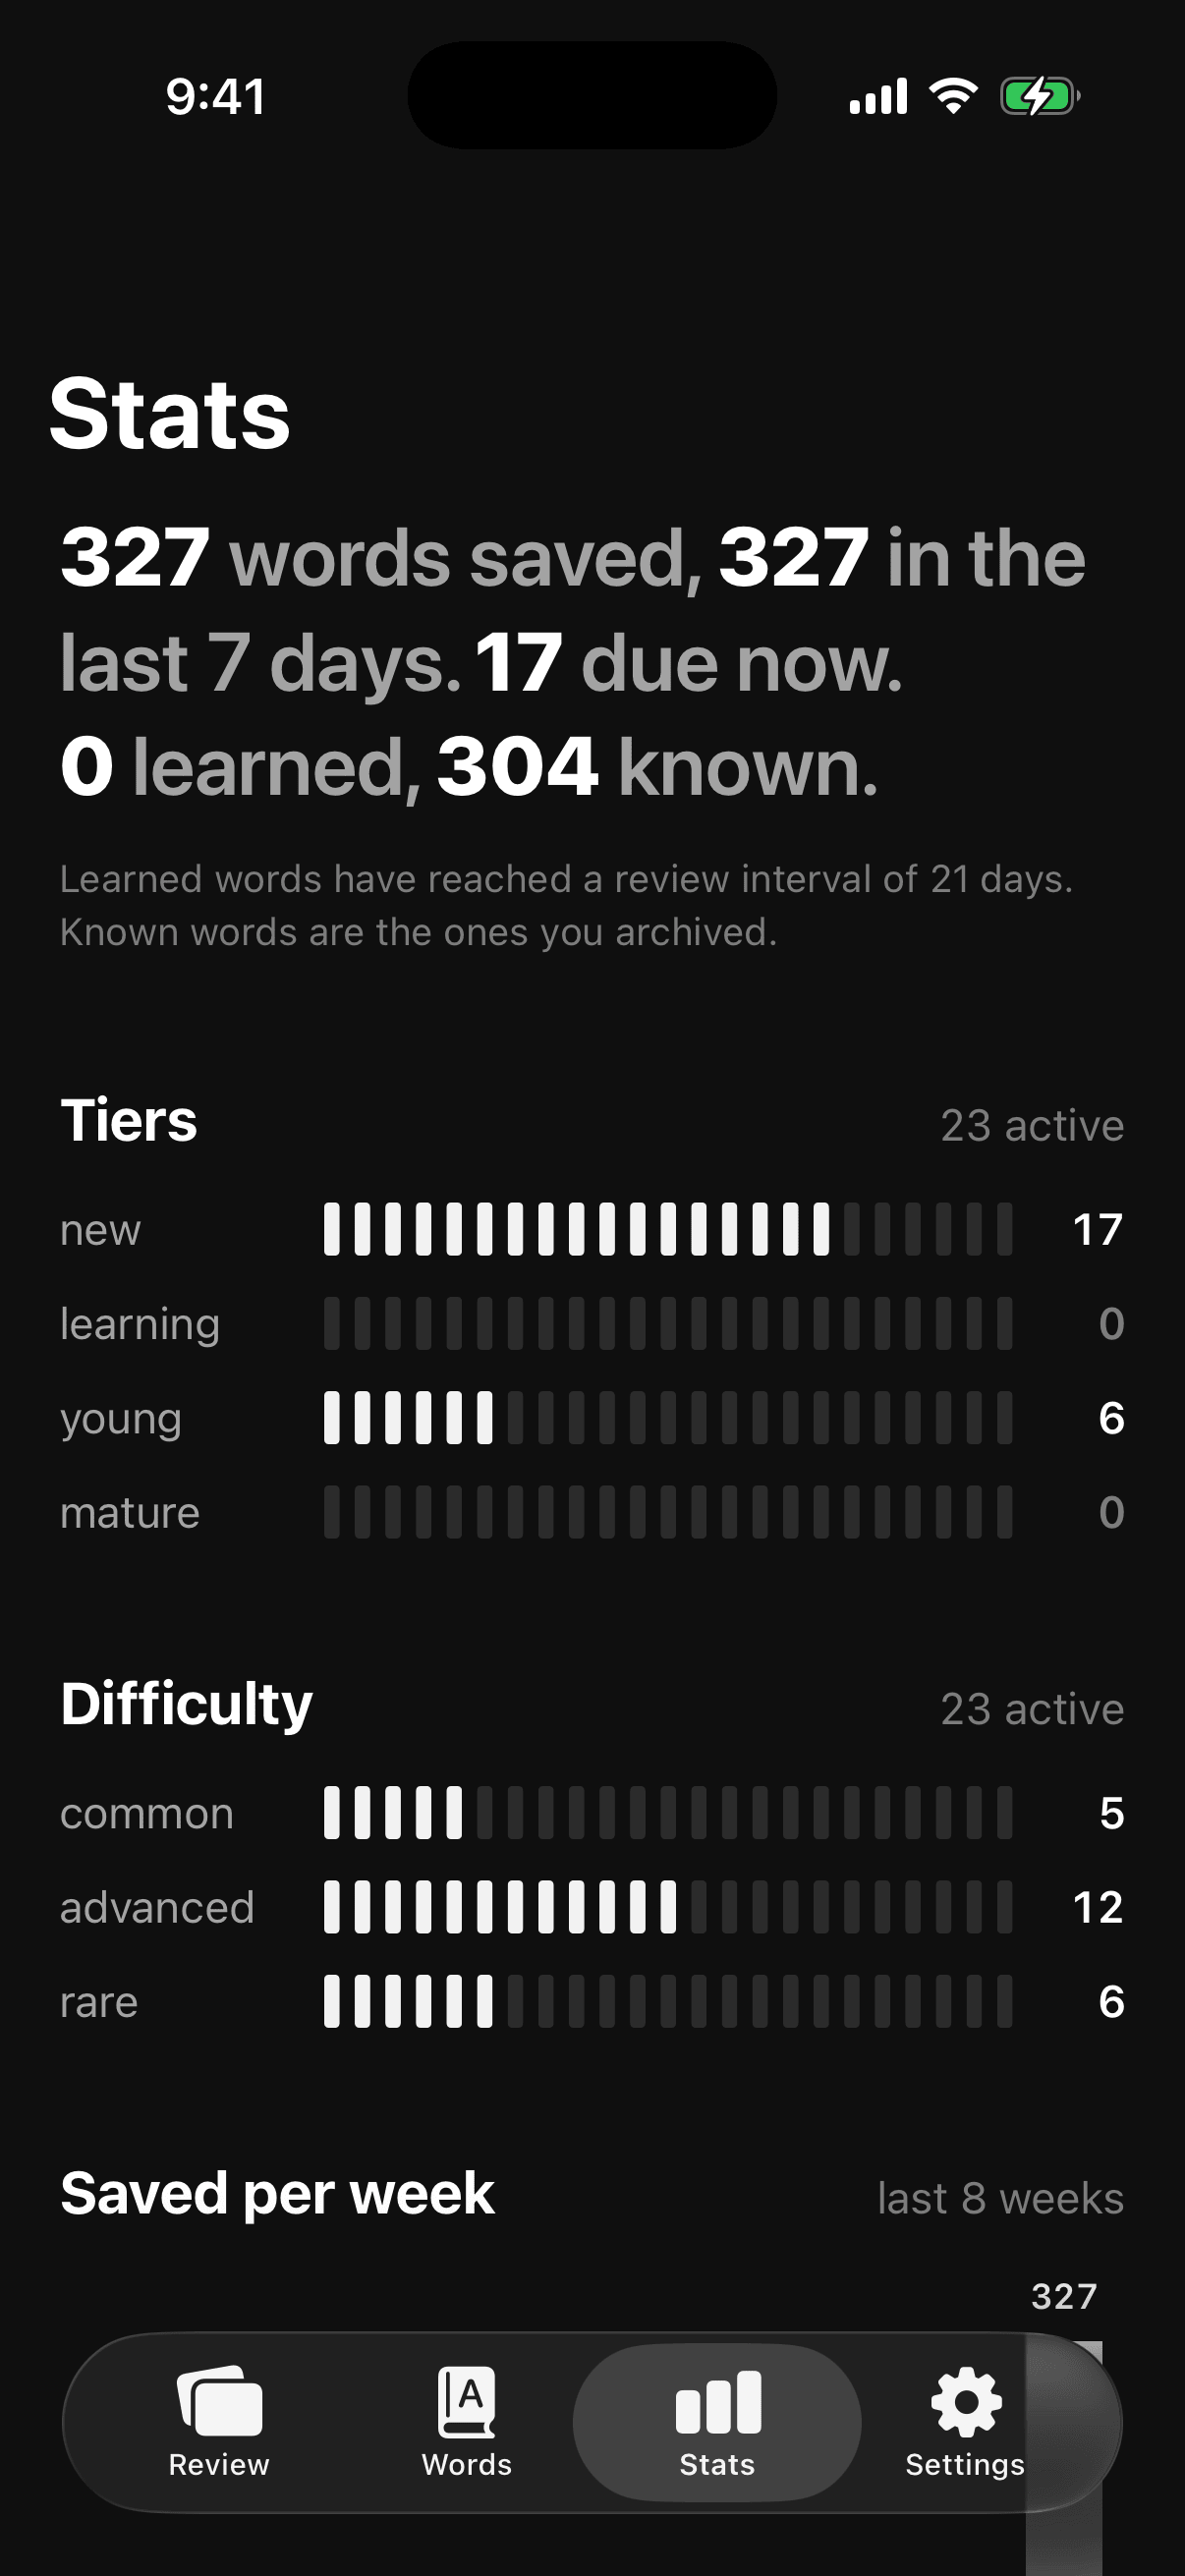 9:41
Stats
327 words saved, 327 in the
last 7 days. 17 due now.
0 learned, 304 known.
Learned words have reached a review interval of 21 days.
Known words are the ones you archived.
Tiers 23 active
new 17
learning 0
young 6
mature 0
Difficulty 23 active
common 5
advanced 12
rare 6
Saved per week last 8 weeks
327
A
Review Words Stats Settings